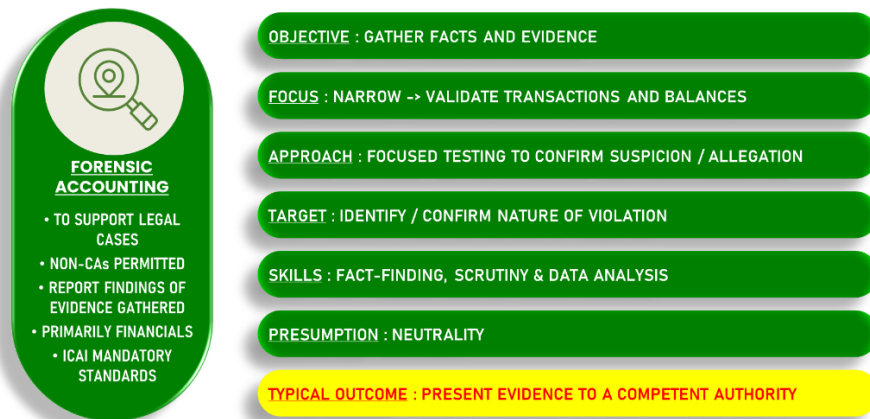 FORENSIC
ACCOUNTING
• TO SUPPORT LEGAL
CASES
• NON-CAs PERMITTED
• REPORT FINDINGS OF
EVIDENCE GATHERED
• PRIMARILY FINANCIALS
• ICAI MANDATORY
STANDARDS
OBJECTIVE : GATHER FACTS AND EVIDENCE
FOCUS : NARROW -> VALIDATE TRANSACTIONS AND BALANCES
APPROACH : FOCUSED TESTING TO CONFIRM SUSPICION / ALLEGATION
TARGET : IDENTIFY / CONFIRM NATURE OF VIOLATION
SKILLS : FACT-FINDING, SCRUTINY & DATA ANALYSIS
PRESUMPTION : NEUTRALITY
TYPICAL OUTCOME : PRESENT EVIDENCE TO A COMPETENT AUTHORITY